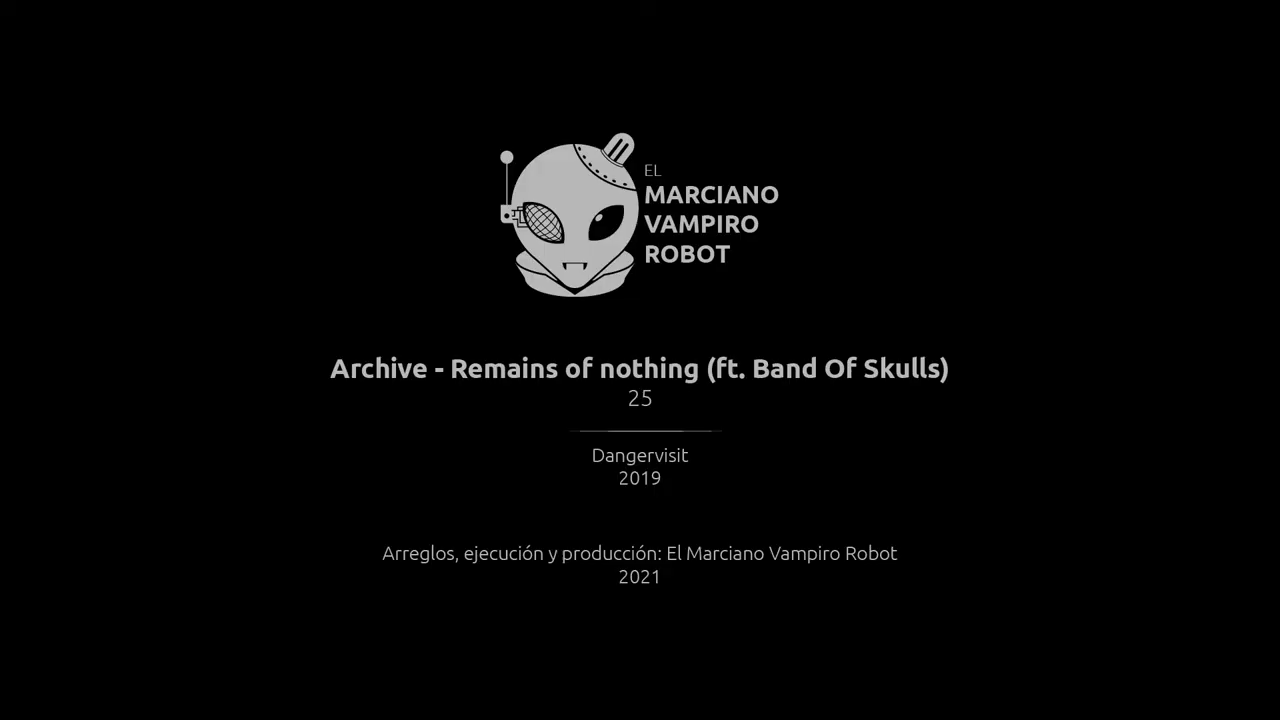 EL
MARCIANO
VAMPIRO
ROBOT
Archive - Remains of nothing (ft. Band Of Skulls)
25
Dangervisit
2019
Arreglos, ejecución y producción: El Marciano Vampiro Robot
2021